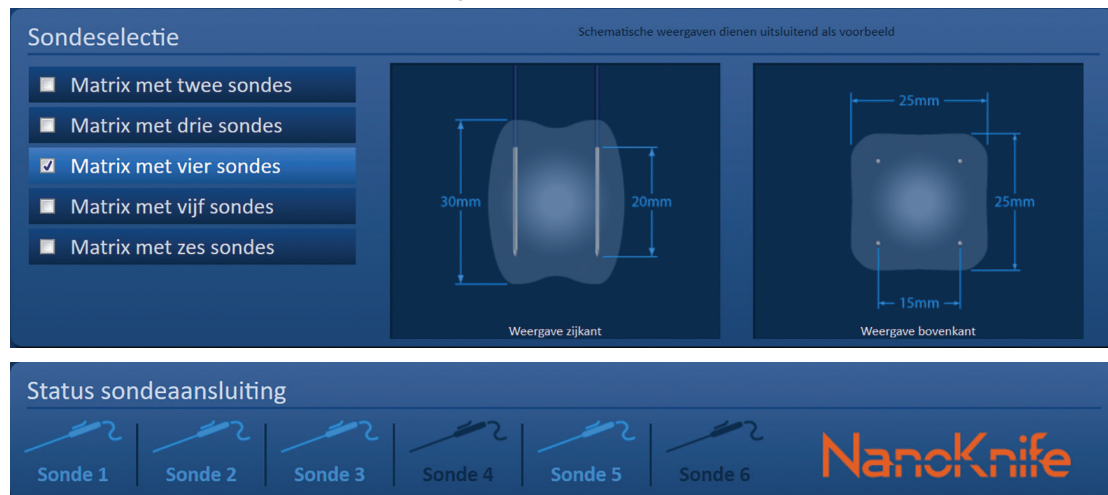 Sondeselectie
Schematische weergaven dienen uitsluitend als voorbeeld
Matrix met twee sondes
Matrix met drie sondes
Matrix met vier sondes
Matrix met vijf sondes
Matrix met zes sondes
30mm
20mm
Weergave zijkant
25mm
25mm
15mm
Weergave bovenkant
Status sondeaansluiting
Sonde 1
Sonde 2
Sonde 3
Sonde 4
Sonde 5
Sonde 6
NanoKnife